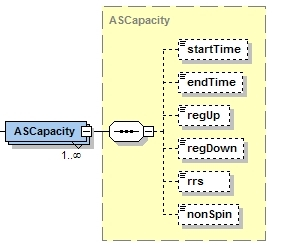 ASCapacity
startTime
endTime
regUp
ASCapacity
1..∞
regDown
rrs
nonSpin